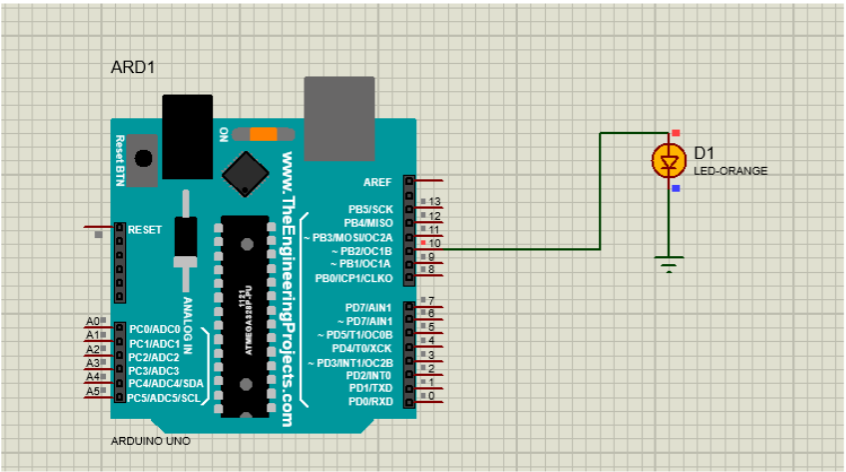 ARD1
Reset BTN
ON
www.TheEngineeringProjects.com
AREF
PB5/SCK 13
PB4/MISO 12
~ PB3/MOSI/OC2A 11
~ PB2/OC1B 10
~ PB1/OC1A 9
PB0/ICP1/CLKO 8
D1
LED-ORANGE
RESET
ANALOG IN
ATMEGA328P-PU
1121
PD7/AIN1 7
~ PD7/AIN1 6
~ PD5/T1/OC0B 5
PD4/T0/XCK 4
~ PD3/INT1/OC2B 3
PD2/INT0 2
PD1/TXD 1
PD0/RXD 0
A0 PC0/ADC0
A1 PC1/ADC1
A2 PC2/ADC2
A3 PC3/ADC3
A4 PC4/ADC4/SDA
A5 PC5/ADC5/SCL
ARDUINO UNO